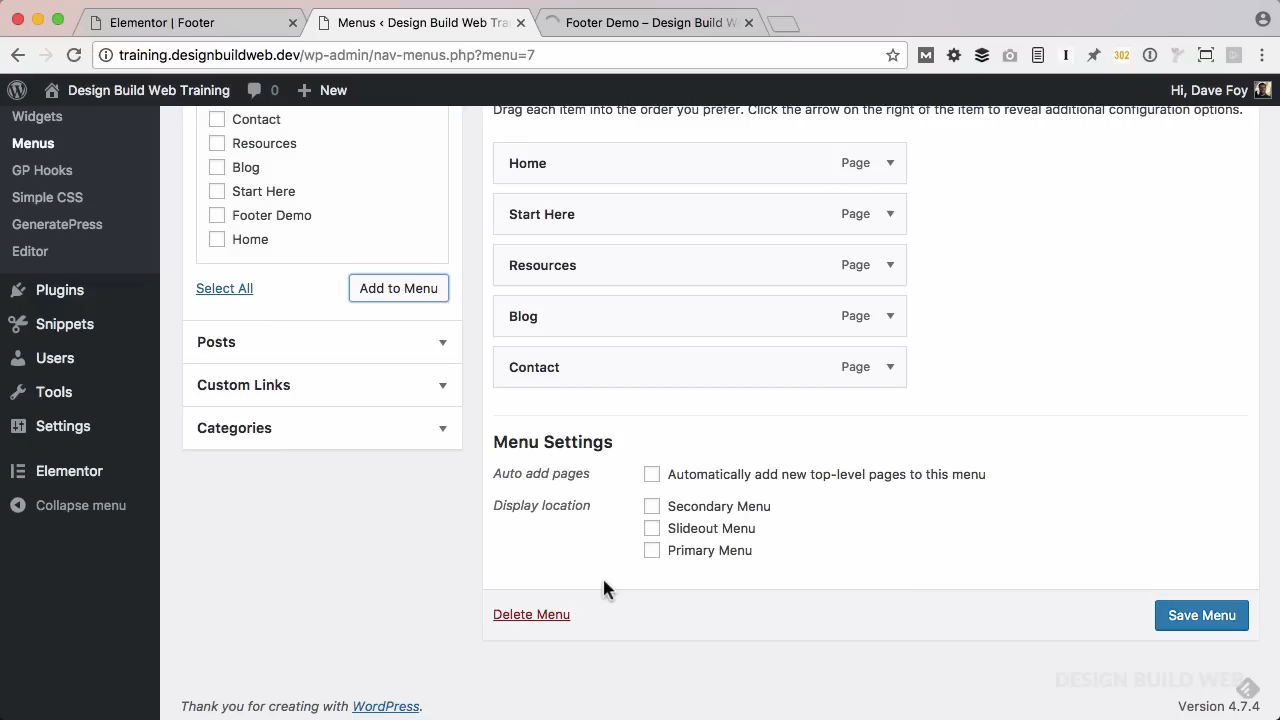 Elementor | Footer
Menus ‹ Design Build Web Tra
Footer Demo – Design Build W
training.designbuildweb.dev/wp-admin/nav-menus.php?menu=7
302
Design Build Web Training
0
New
Hi, Dave Foy
Widgets
Menus
GP Hooks
Simple CSS
GeneratePress
Editor
Plugins
Snippets
Users
Tools
Settings
Elementor
Collapse menu
Contact
Resources
Blog
Start Here
Footer Demo
Home
Select All
Add to Menu
Posts
Custom Links
Categories
Drag each item into the order you prefer. Click the arrow on the right of the item to reveal additional configuration options.
Home Page
Start Here Page
Resources Page
Blog Page
Contact Page
Menu Settings
Auto add pages
Automatically add new top-level pages to this menu
Display location
Secondary Menu
Slideout Menu
Primary Menu
Delete Menu
Save Menu
DESIGN BUILD WEB
Thank you for creating with WordPress.
Version 4.7.4